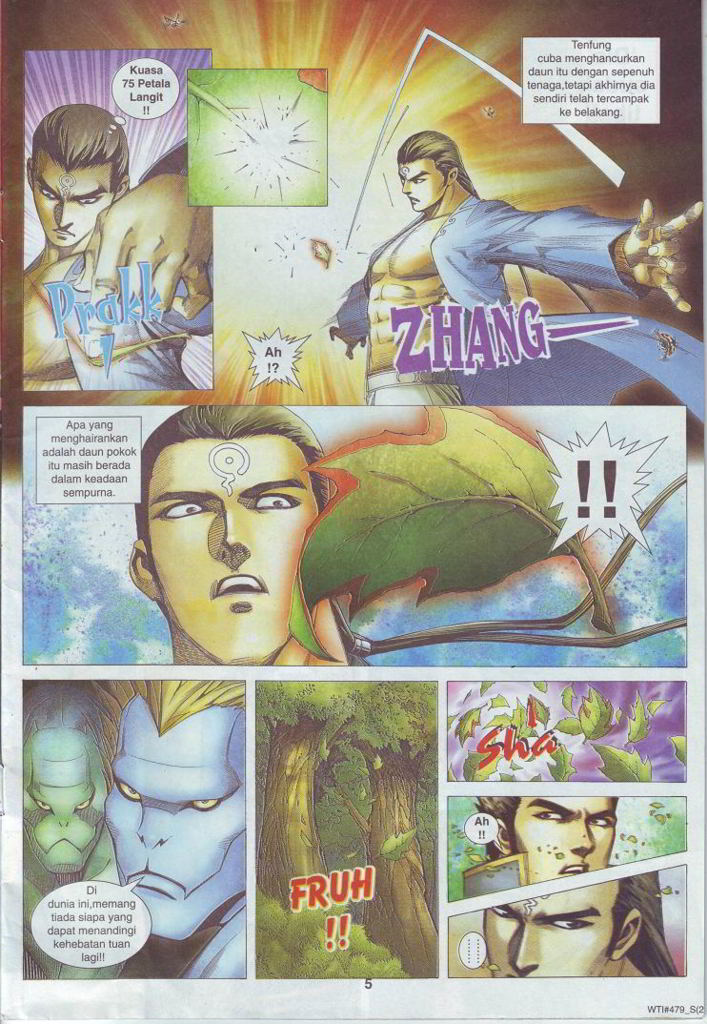 Kuasa
75 Petala
Langit
!!
Prakk
!
Tenfung
cuba menghancurkan
daun itu dengan sepenuh
tenaga,tetapi akhirnya dia
sendiri telah tercampak
ke belakang.
ZHANG
Ah
!?
Apa yang
menghairankan
adalah daun pokok
itu masih berada
dalam keadaan
sempurna.
!!
Di
dunia ini,memang
tiada siapa yang
dapat menandingi
kehebatan tuan
lagi!!
FRUH
!!
Sha
!
Ah
!!
5
WTI#479_S(2